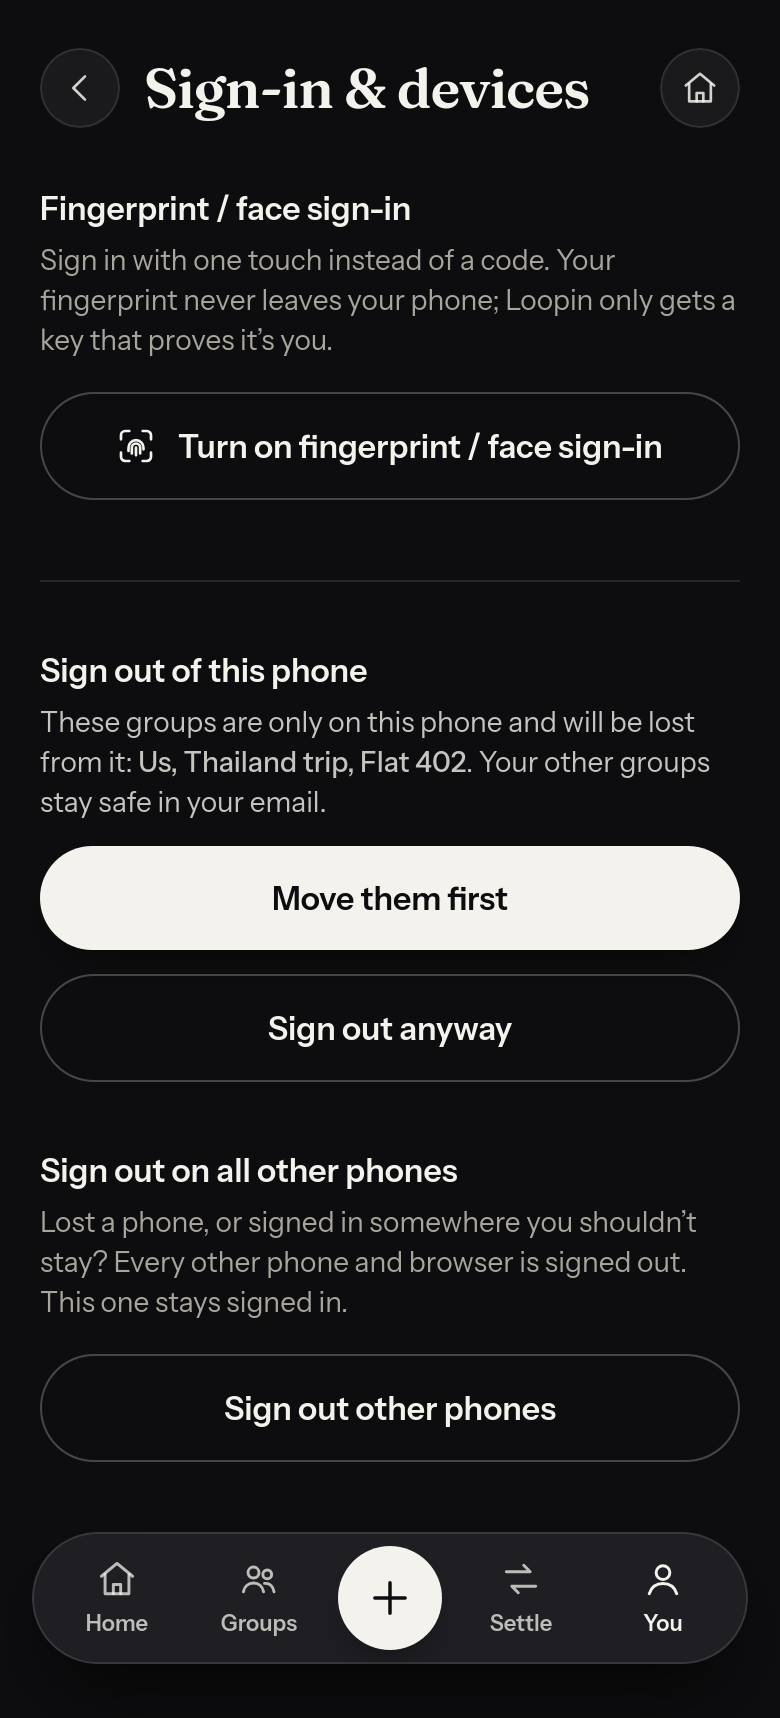 Sign-in & devices
Fingerprint / face sign-in
Sign in with one touch instead of a code. Your
fingerprint never leaves your phone; Loopin only gets a
key that proves it’s you.
Turn on fingerprint / face sign-in
Sign out of this phone
These groups are only on this phone and will be lost
from it: Us, Thailand trip, Flat 402. Your other groups
stay safe in your email.
Move them first
Sign out anyway
Sign out on all other phones
Lost a phone, or signed in somewhere you shouldn’t
stay? Every other phone and browser is signed out.
This one stays signed in.
Sign out other phones
Home
Groups
Settle
You